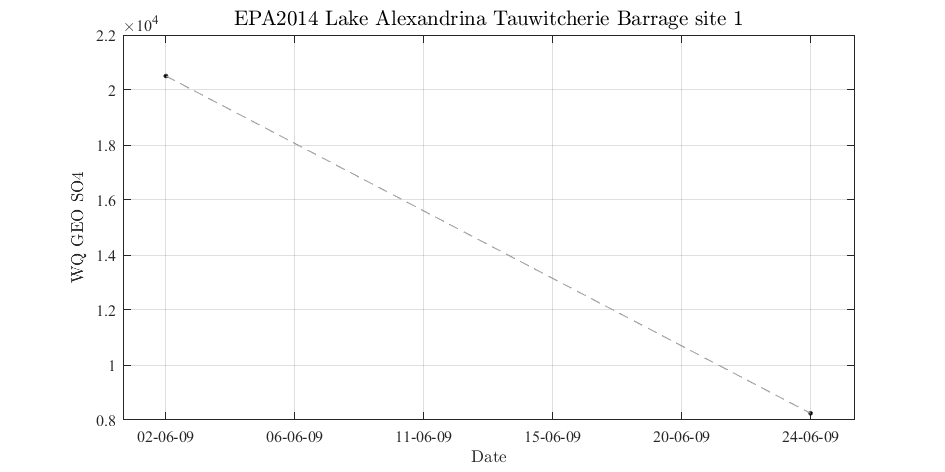 EPA2014 Lake Alexandrina Tauwitcherie Barrage site 1
×10⁴
2.2
2
1.8
1.6
1.4
1.2
1
0.8
WQ GEO SO4
02-06-09 06-06-09 11-06-09 15-06-09 20-06-09 24-06-09
Date